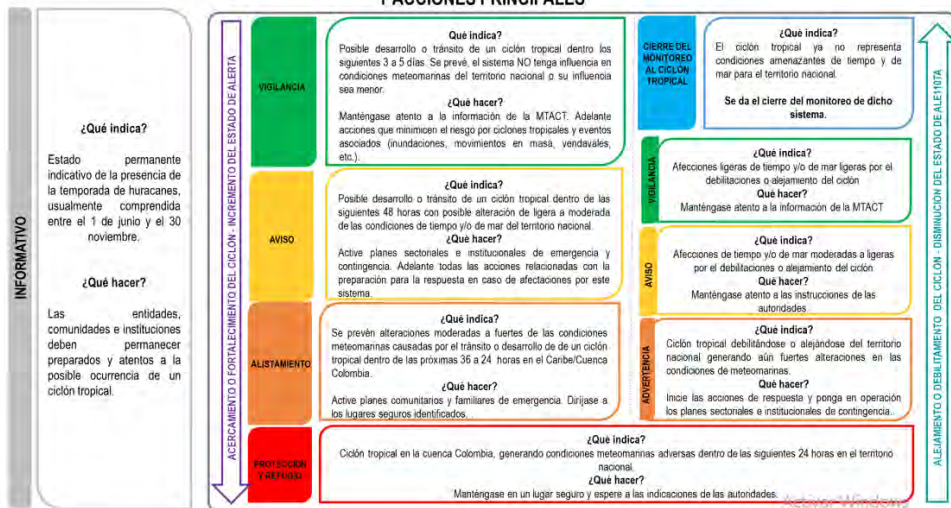 Y ACCIONES PRINCIPALES
INFORMATIVO
¿Qué indica?
Estado permanente
indicativo de la presencia de
la temporada de huracanes,
usualmente comprendida
entre el 1 de junio y el 30
noviembre.
¿Qué hacer?
Las entidades,
comunidades e instituciones
deben permanecer
preparados y atentos a la
posible ocurrencia de un
ciclón tropical.
ACERCAMIENTO O FORTALECIMIENTO DEL CICLÓN - INCREMENTO DEL ESTADO DE ALERTA
VIGILANCIA
Qué indica?
Posible desarrollo o tránsito de un ciclón tropical dentro los
siguientes 3 a 5 días. Se prevé, el sistema NO tenga influencia en
condiciones meteomarinas del territorio nacional o su influencia
sea menor.
¿Qué hacer?
Manténgase atento a la información de la MTACT. Adelante
acciones que minimicen el riesgo por ciclones tropicales y eventos
asociados (inundaciones, movimientos en masa, vendavales,
etc.).
AVISO
¿Qué indica?
Posible desarrollo o tránsito de un ciclón tropical dentro de las
siguientes 48 horas con posible alteración de ligera a moderada
de las condiciones de tiempo y/o de mar del territorio nacional.
¿Qué hacer?
Active planes sectoriales e institucionales de emergencia y
contingencia. Adelante todas las acciones relacionadas con la
preparación para la respuesta en caso de afectaciones por este
sistema.
ALISTAMIENTO
¿Qué indica?
Se prevén alteraciones moderadas a fuertes de las condiciones
meteomarinas causadas por el tránsito o desarrollo de de un ciclón
tropical dentro de las próximas 36 a 24 horas en el Caribe/Cuenca
Colombia.
¿Qué hacer?
Active planes comunitarios y familiares de emergencia. Diríjase a
los lugares seguros identificados.
PROTECCIÓN
Y REFUGIO
¿Qué indica?
Ciclón tropical en la cuenca Colombia, generando condiciones meteomarinas adversas dentro de las siguientes 24 horas en el territorio
nacional.
¿Qué hacer?
Manténgase en un lugar seguro y espere a las indicaciones de las autoridades.
CIERRE DEL
MONITOREO
AL CICLÓN
TROPICAL
¿Qué indica?
El ciclón tropical ya no representa
condiciones amenazantes de tiempo y de
mar para el territorio nacional.
Se da el cierre del monitoreo de dicho
sistema.
VIGILANCIA
¿Qué indica?
Afecciones ligeras de tiempo y/o de mar ligeras por el
debilitaciones o alejamiento del ciclón
Qué hacer?
Manténgase atento a la información de la MTACT
AVISO
¿Qué indica?
Afecciones de tiempo y/o de mar moderadas a ligeras
por el debilitaciones o alejamiento del ciclón
Qué hacer?
Manténgase atento a las instrucciones de las
autoridades
ADVERTENCIA
¿Qué indica?
Ciclón tropical debilitándose o alejándose del territorio
nacional generando aún fuertes alteraciones en las
condiciones de meteomarinas.
Qué hacer?
Inicie las acciones de respuesta y ponga en operación
los planes sectoriales e institucionales de contingencia.
ALEJAMIENTO O DEBILITAMIENTO DEL CICLÓN - DISMINUCIÓN DEL ESTADO DE ALE110TA
Activar Windows